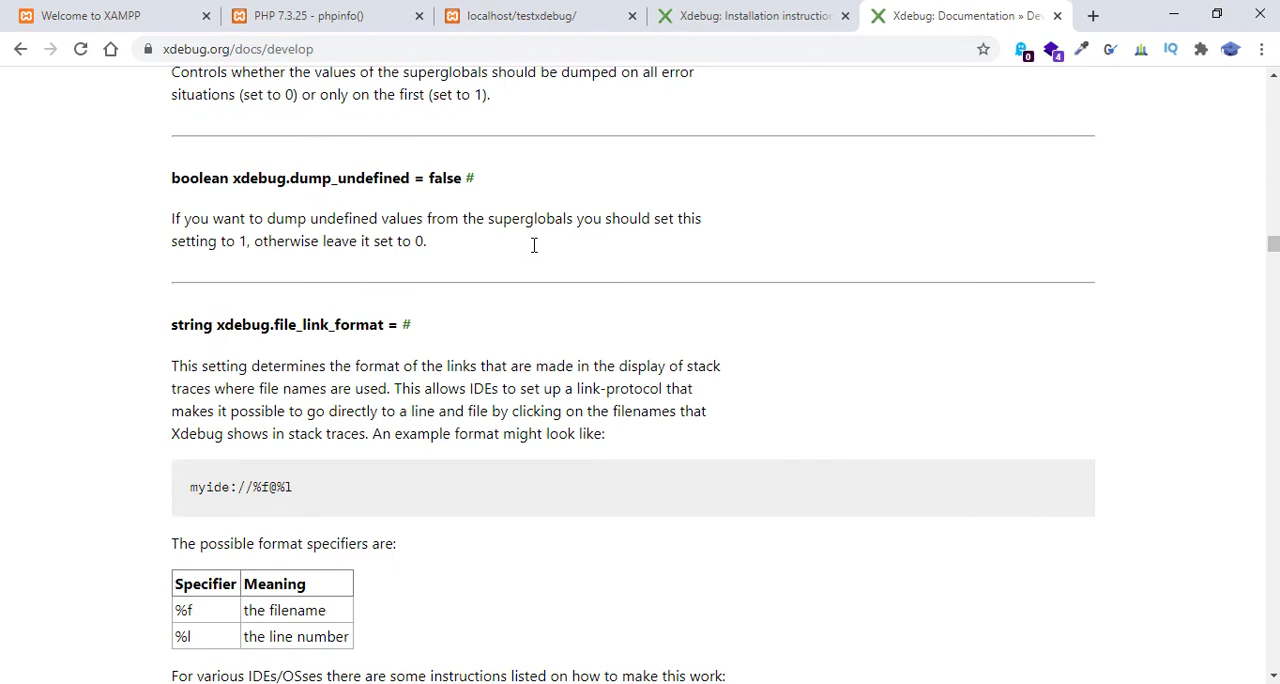 Welcome to XAMPP
PHP 7.3.25 - phpinfo()
localhost/testxdebug/
Xdebug: Installation instruction
Xdebug: Documentation » Dev
xdebug.org/docs/develop
0
4
IQ
Controls whether the values of the superglobals should be dumped on all error
situations (set to 0) or only on the first (set to 1).
boolean xdebug.dump_undefined = false #
If you want to dump undefined values from the superglobals you should set this
setting to 1, otherwise leave it set to 0.
string xdebug.file_link_format = #
This setting determines the format of the links that are made in the display of stack
traces where file names are used. This allows IDEs to set up a link-protocol that
makes it possible to go directly to a line and file by clicking on the filenames that
Xdebug shows in stack traces. An example format might look like:
myide://%f@%l
The possible format specifiers are:
Specifier Meaning
%f the filename
%l the line number
For various IDEs/OSses there are some instructions listed on how to make this work: